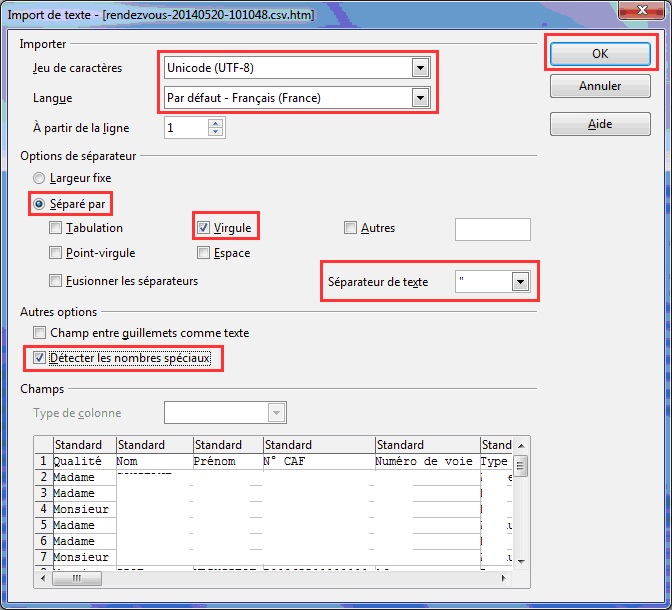 Import de texte - [rendezvous-20140520-101048.csv.htm]
Importer
OK
Jeu de caractères Unicode (UTF-8)
Annuler
Langue Par défaut - Français (France)
Aide
À partir de la ligne 1
Options de séparateur
Largeur fixe
Séparé par
Tabulation Virgule Autres
Point-virgule Espace
Fusionner les séparateurs Séparateur de texte "
Autres options
Champ entre guillemets comme texte
Détecter les nombres spéciaux
Champs
Type de colonne
Standard Standard Standard Standard Standard Stand
1 Qualité Nom Prénom N° CAF Numéro de voie Type
2 Madame
3 Madame
4 Monsieur
5 Madame
6 Madame
7 Monsieur